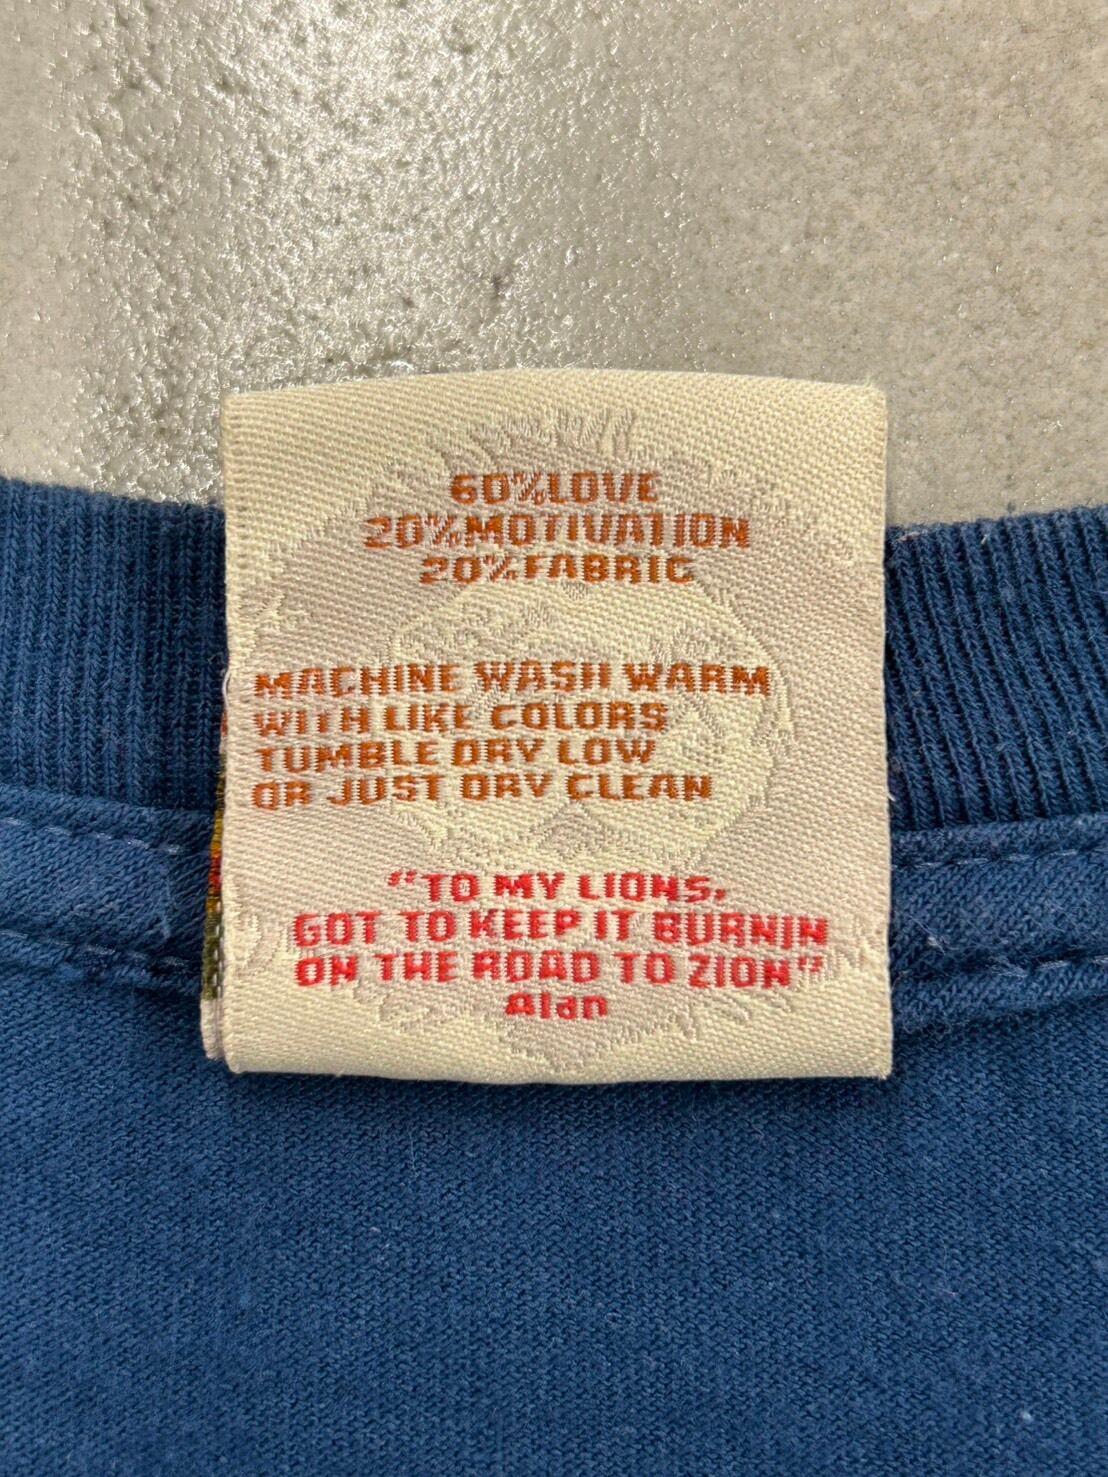 60%LOVE
20%MOTIVATION
20%FABRIC
MACHINE WASH WARM
WITH LIKE COLORS
TUMBLE DRY LOW
OR JUST DRY CLEAN
"TO MY LIONS,
GOT TO KEEP IT BURNIN
ON THE ROAD TO ZION"
Alan